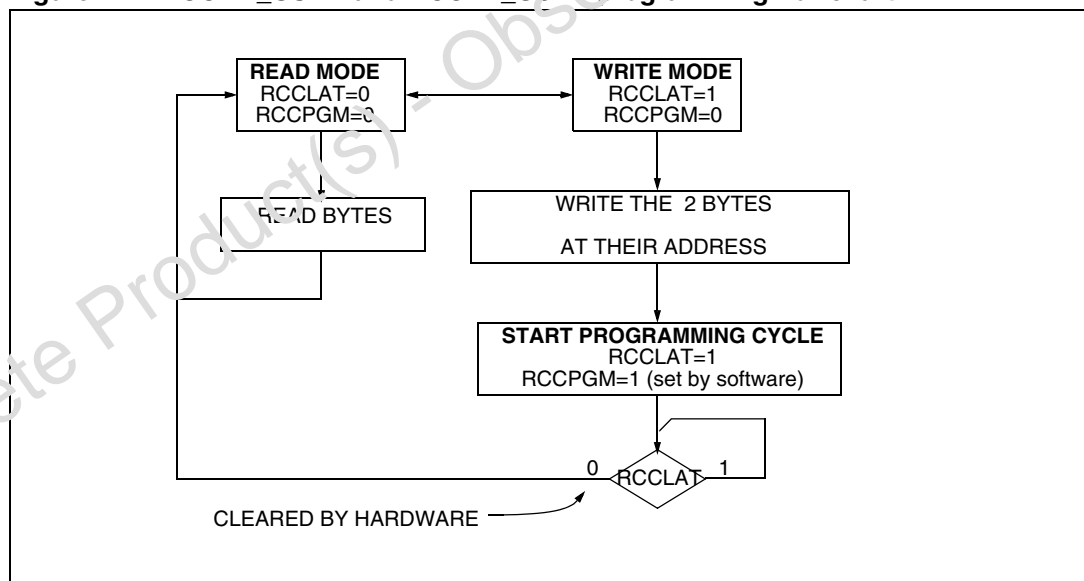 READ MODE
RCCLAT=0
RCCPGM=0
WRITE MODE
RCCLAT=1
RCCPGM=0
READ BYTES
WRITE THE 2 BYTES
AT THEIR ADDRESS
START PROGRAMMING CYCLE
RCCLAT=1
RCCPGM=1 (set by software)
0
RCCLAT
1
CLEARED BY HARDWARE
Product(s) -